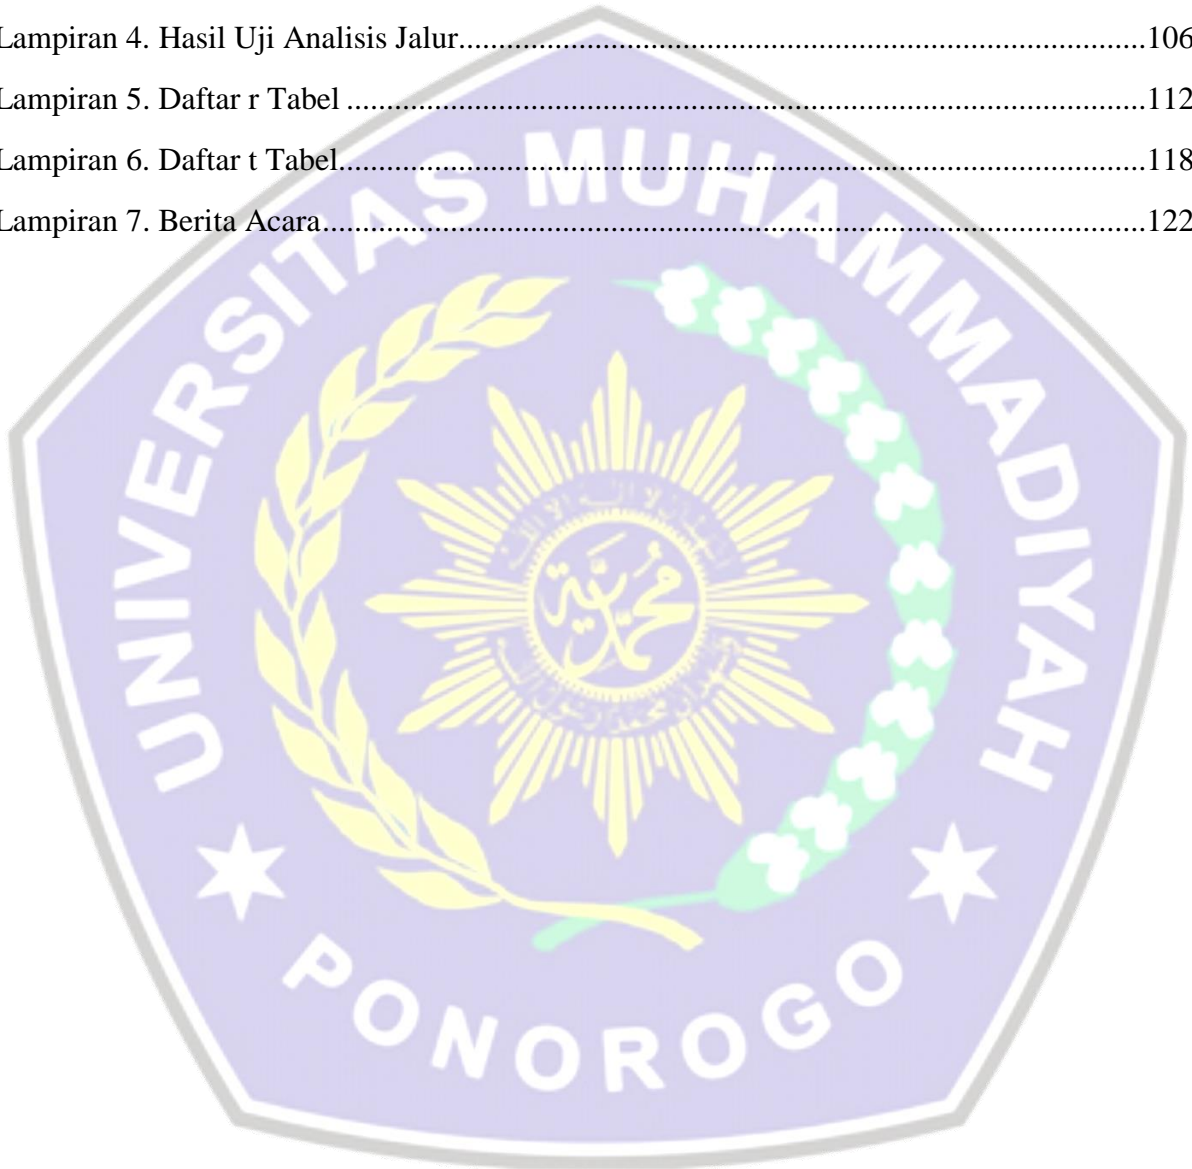 Lampiran 4. Hasil Uji Analisis Jalur....................................................................................106
Lampiran 5. Daftar r Tabel ..................................................................................................112
Lampiran 6. Daftar t Tabel...................................................................................................118
Lampiran 7. Berita Acara.....................................................................................................122
UNIVERSITAS MUHAMMADIYAH
محمدية
PONOROGO